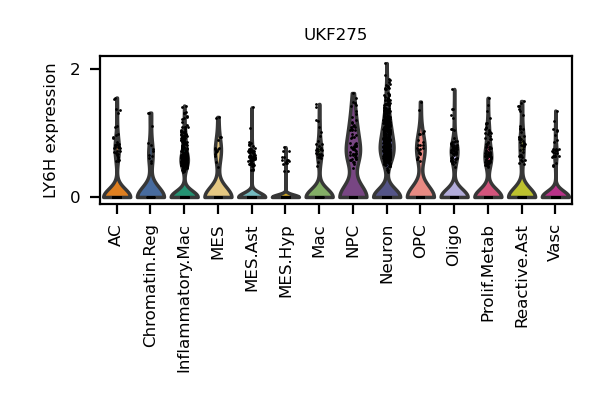 UKF275
LY6H expression
2
0
AC
Chromatin.Reg
Inflammatory.Mac
MES
MES.Ast
MES.Hyp
Mac
NPC
Neuron
OPC
Oligo
Prolif.Metab
Reactive.Ast
Vasc